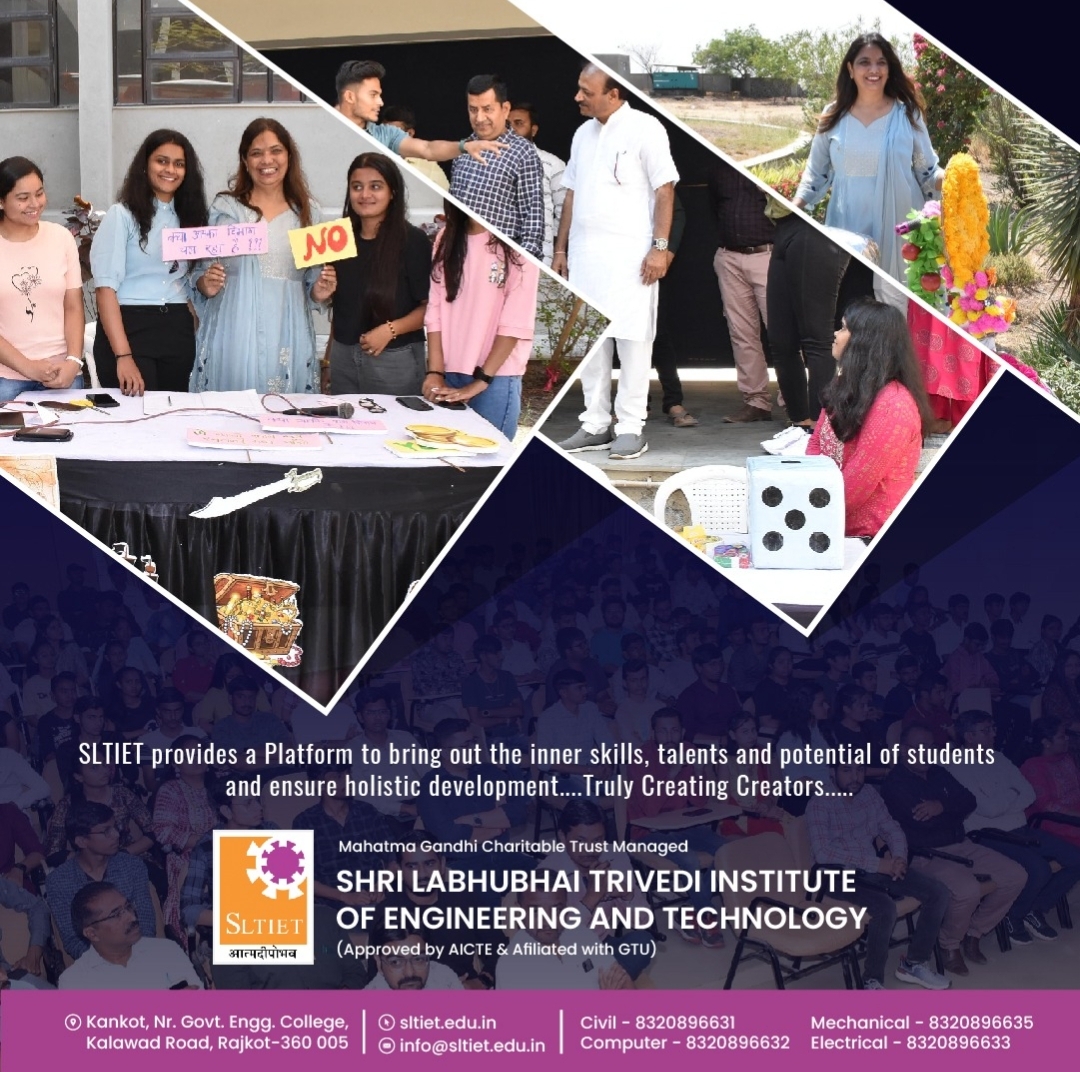 क्या आपका दिमाग
चल रहा है ???
NO
SLTIET provides a Platform to bring out the inner skills, talents and potential of students
and ensure holistic development....Truly Creating Creators.....
SLTIET
आत्मदीपोभव
Mahatma Gandhi Charitable Trust Managed
SHRI LABHUBHAI TRIVEDI INSTITUTE
OF ENGINEERING AND TECHNOLOGY
(Approved by AICTE & Afiliated with GTU)
Kankot, Nr. Govt. Engg. College,
Kalawad Road, Rajkot-360 005
sltiet.edu.in
info@sltiet.edu.in
Civil - 8320896631
Computer - 8320896632
Mechanical - 8320896635
Electrical - 8320896633